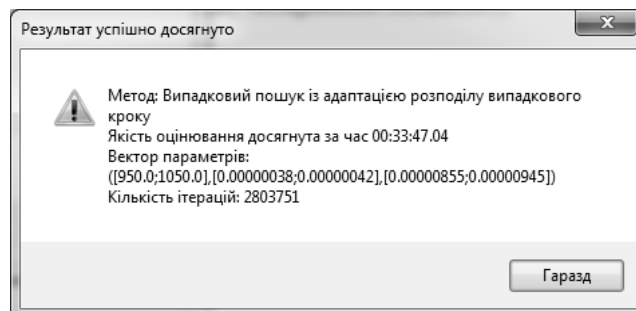 Результат успішно досягнуто
Метод: Випадковий пошук із адаптацією розподілу випадкового
кроку
Якість оцінювання досягнута за час 00:33:47.04
Вектор параметрів:
([950.0;1050.0],[0.00000038;0.00000042],[0.00000855;0.00000945])
Кількість ітерацій: 2803751
Гаразд